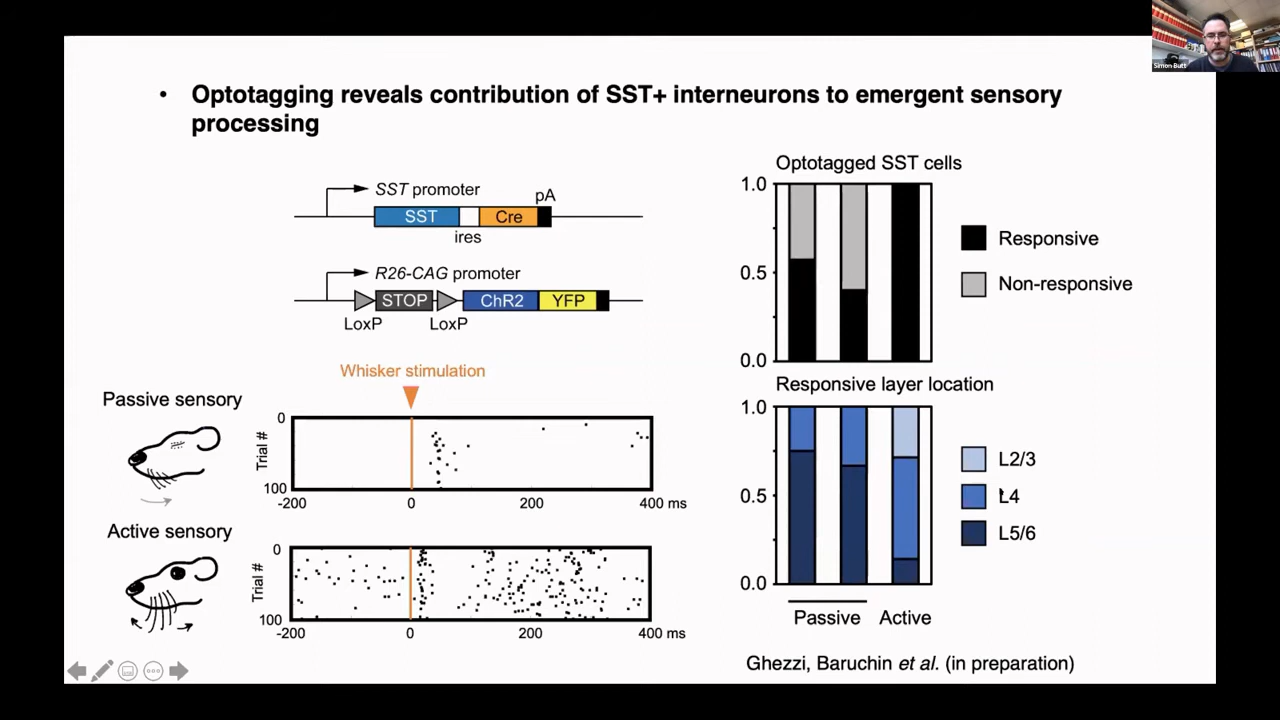 Simon Butt
• Optotagging reveals contribution of SST+ interneurons to emergent sensory
processing
SST promoter
pA
SST
Cre
ires
R26-CAG promoter
STOP
ChR2
YFP
LoxP
LoxP
Whisker stimulation
Passive sensory
Trial #
0
100
-200
0
200
400 ms
Active sensory
Trial #
0
100
-200
0
200
400 ms
Optotagged SST cells
1.0
0.5
0.0
Responsive
Non-responsive
Responsive layer location
1.0
0.5
0.0
L2/3
L4
L5/6
Passive
Active
Ghezzi, Baruchin et al. (in preparation)